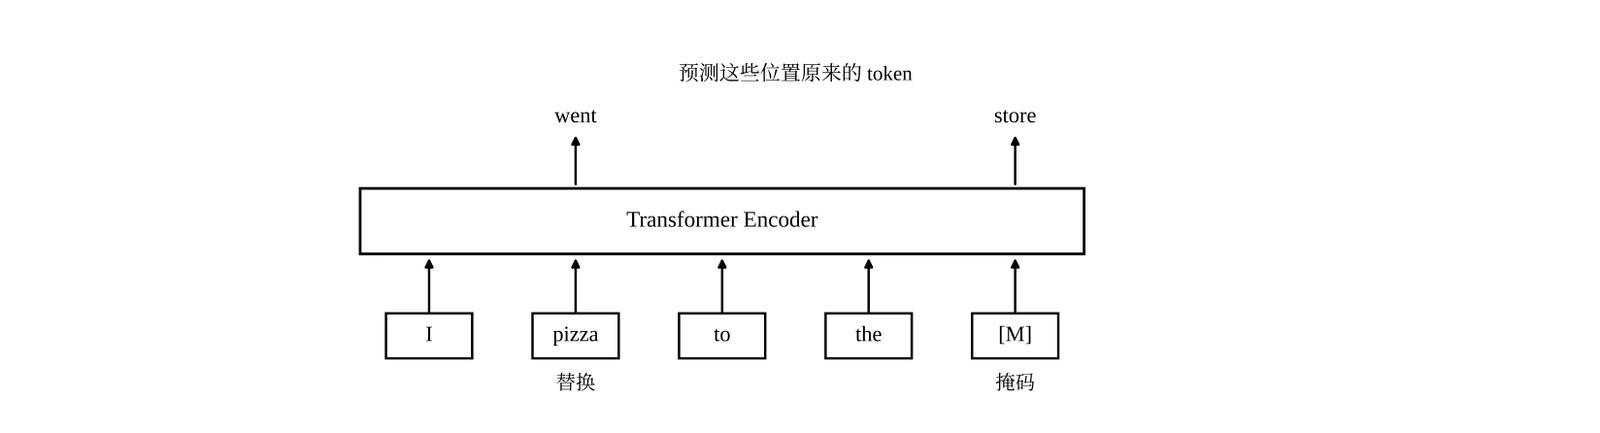 预测这些位置原来的 token
went
store
Transformer Encoder
I
pizza
to
the
[M]
替换
掩码